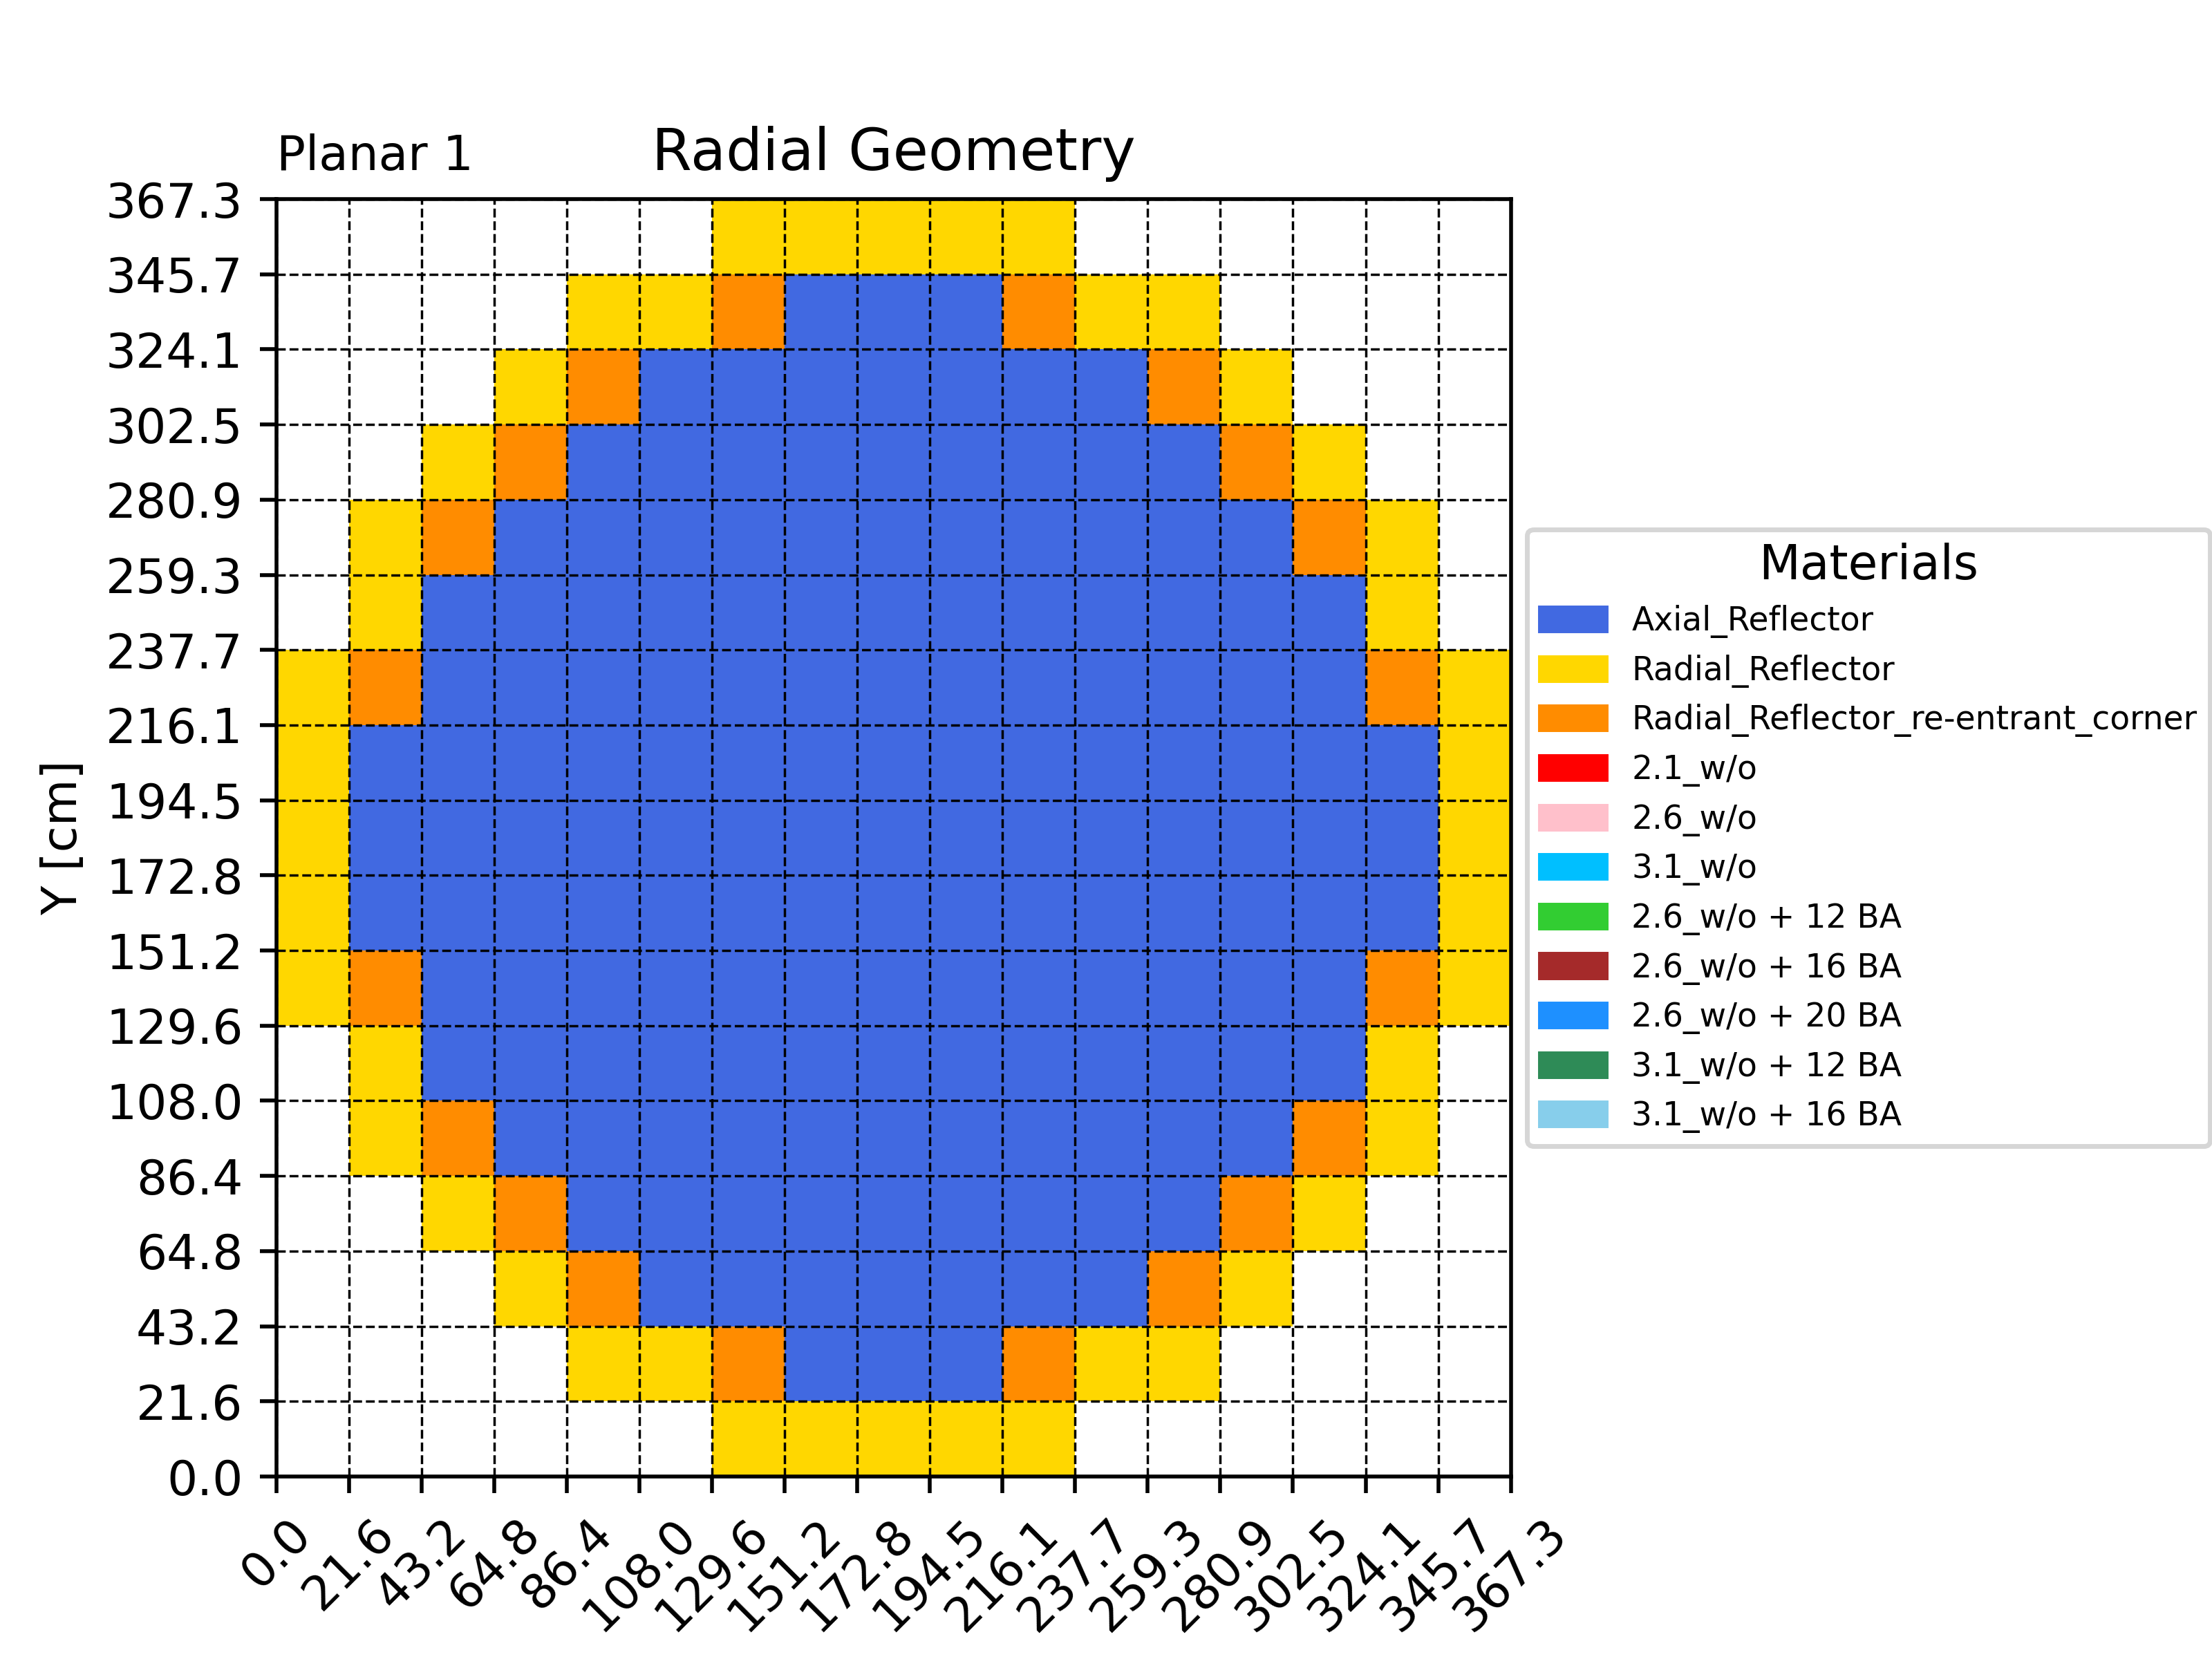 Planar 1
Radial Geometry
367.3
345.7
324.1
302.5
280.9
259.3
237.7
216.1
194.5
172.8
151.2
129.6
108.0
86.4
64.8
43.2
21.6
0.0
Y [cm]
0.0
21.6
43.2
64.8
86.4
108.0
129.6
151.2
172.8
194.5
216.1
237.7
259.3
280.9
302.5
324.1
345.7
367.3
Materials
Axial_Reflector
Radial_Reflector
Radial_Reflector_re-entrant_corner
2.1_w/o
2.6_w/o
3.1_w/o
2.6_w/o + 12 BA
2.6_w/o + 16 BA
2.6_w/o + 20 BA
3.1_w/o + 12 BA
3.1_w/o + 16 BA